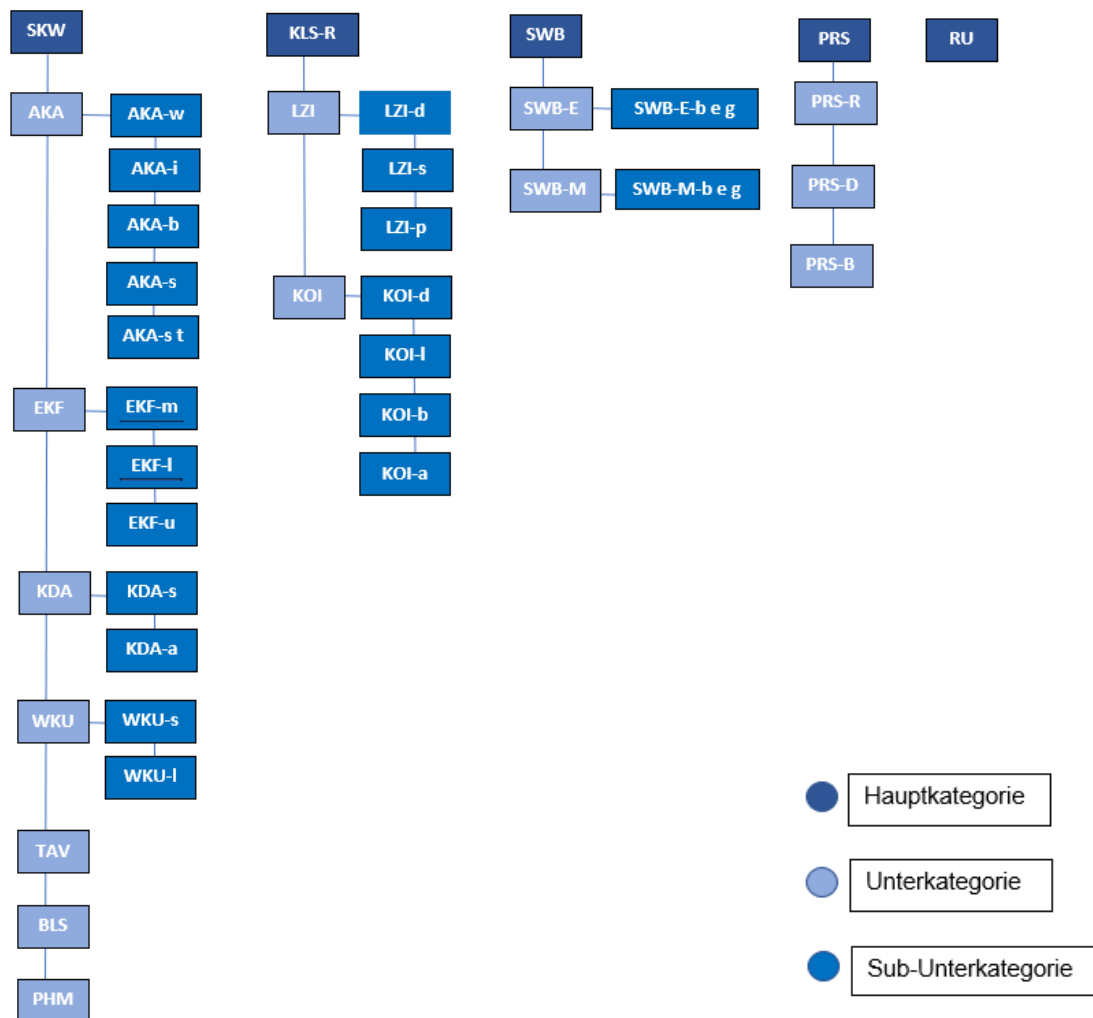 SKW
AKA
AKA-w
AKA-i
AKA-b
AKA-s
AKA-s t
EKF
EKF-m
EKF-l
EKF-u
KDA
KDA-s
KDA-a
WKU
WKU-s
WKU-l
TAV
BLS
PHM
KLS-R
LZI
LZI-d
LZI-s
LZI-p
KOI
KOI-d
KOI-l
KOI-b
KOI-a
SWB
SWB-E
SWB-E-b e g
SWB-M
SWB-M-b e g
PRS
PRS-R
PRS-D
PRS-B
RU
Hauptkategorie
Unterkategorie
Sub-Unterkategorie